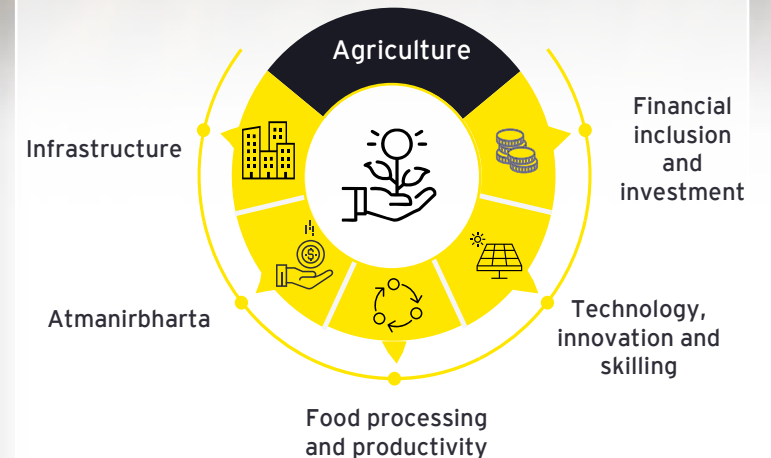 Agriculture
Infrastructure
Financial
inclusion
and
investment
Atmanirbharta
Technology,
innovation and
skilling
Food processing
and productivity